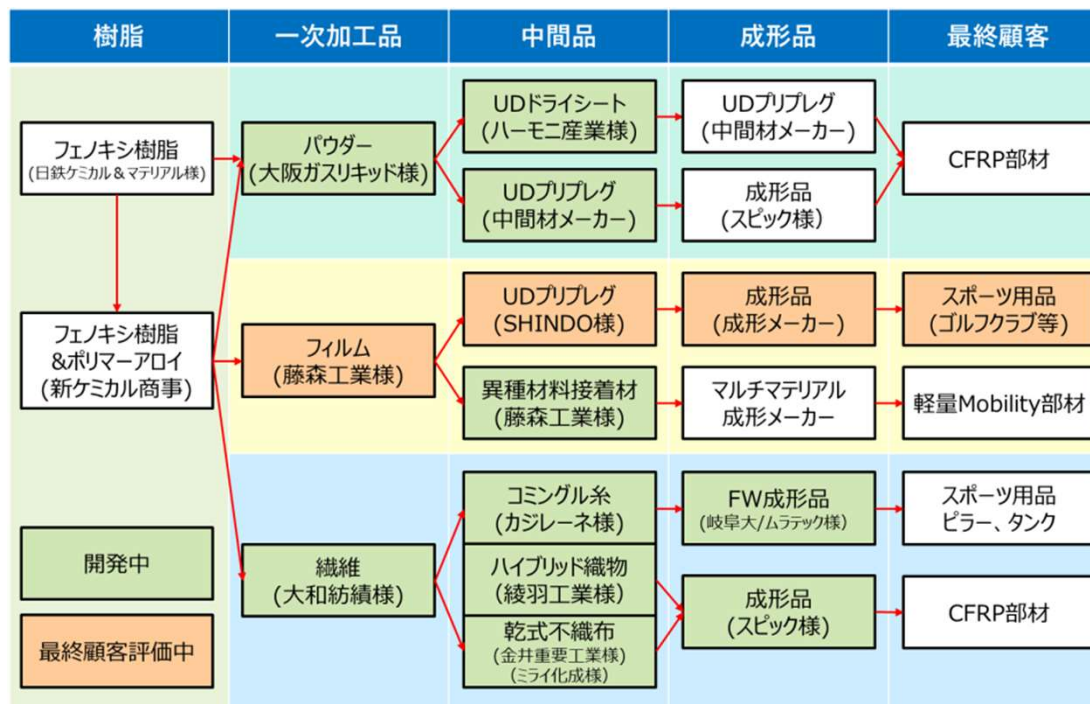 樹脂
一次加工品
中間品
成形品
最終顧客
フェノキシ樹脂
(日鉄ケミカル&マテリアル様)
フェノキシ樹脂
&ポリマーアロイ
(新ケミカル商事)
開発中
最終顧客評価中
パウダー
(大阪ガスリキッド様)
UDドライシート
(ハーモニ産業様)
UDプリプレグ
(中間材メーカー)
CFRP部材
UDプリプレグ
(中間材メーカー)
成形品
(スピック様)
フィルム
(藤森工業様)
UDプリプレグ
(SHINDO様)
成形品
(成形メーカー)
スポーツ用品
(ゴルフクラブ等)
異種材料接着材
(藤森工業様)
マルチマテリアル
成形メーカー
軽量Mobility部材
繊維
(大和紡績様)
コミングル糸
(カジレーネ様)
FW成形品
(岐阜大/ムラテック様)
スポーツ用品
ピラー、タンク
ハイブリッド織物
(綾羽工業様)
乾式不織布
(金井重要工業様)
(ミライ化成様)
成形品
(スピック様)
CFRP部材